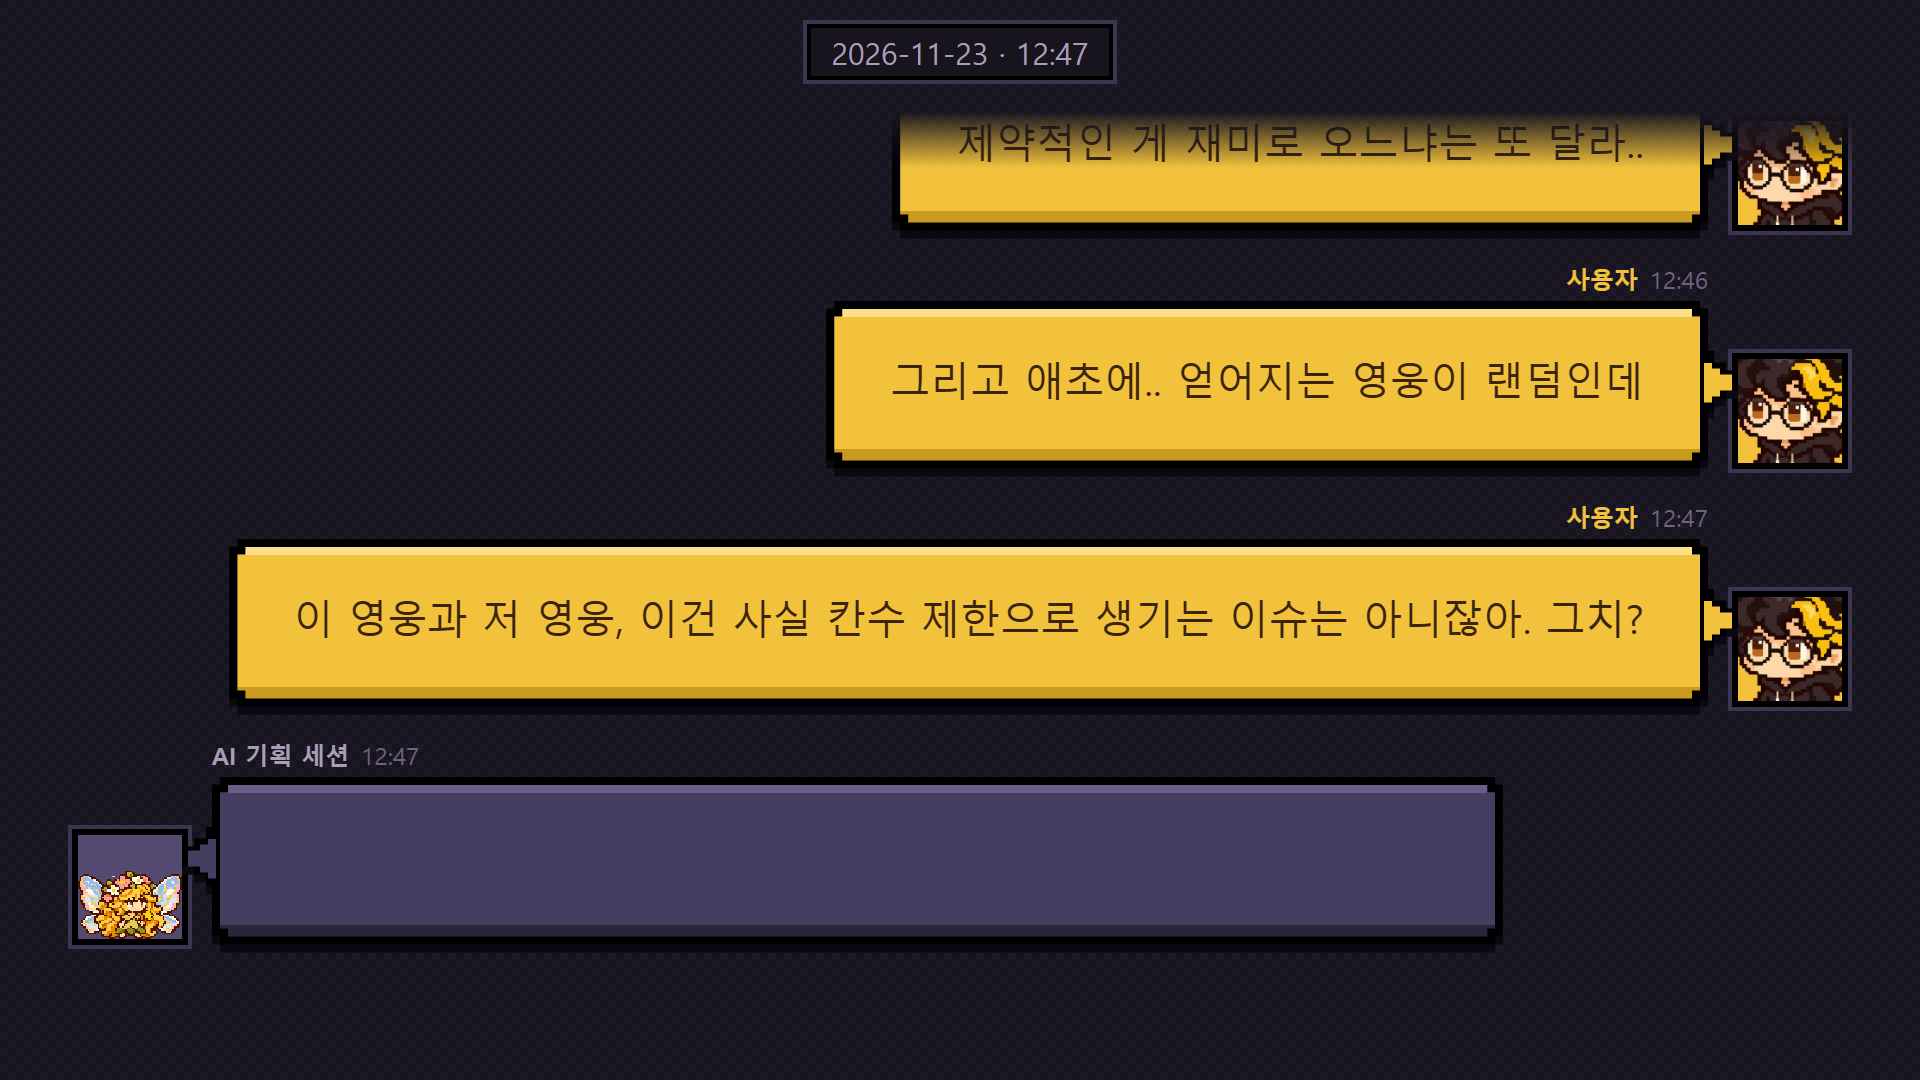 2026-11-23 · 12:47
제약적인 게 재미로 오느냐는 또 달라..
사용자 12:46
그리고 애초에.. 얻어지는 영웅이 랜덤인데
사용자 12:47
이 영웅과 저 영웅, 이건 사실 칸수 제한으로 생기는 이슈는 아니잖아. 그치?
AI 기획 세션 12:47